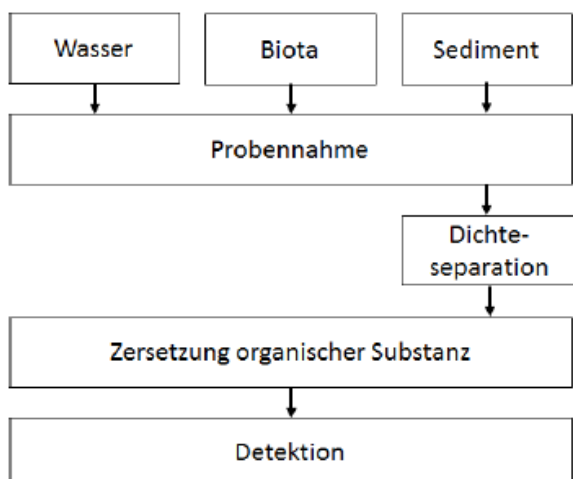 Wasser
Biota
Sediment
Probennahme
Dichte-
separation
Zersetzung organischer Substanz
Detektion